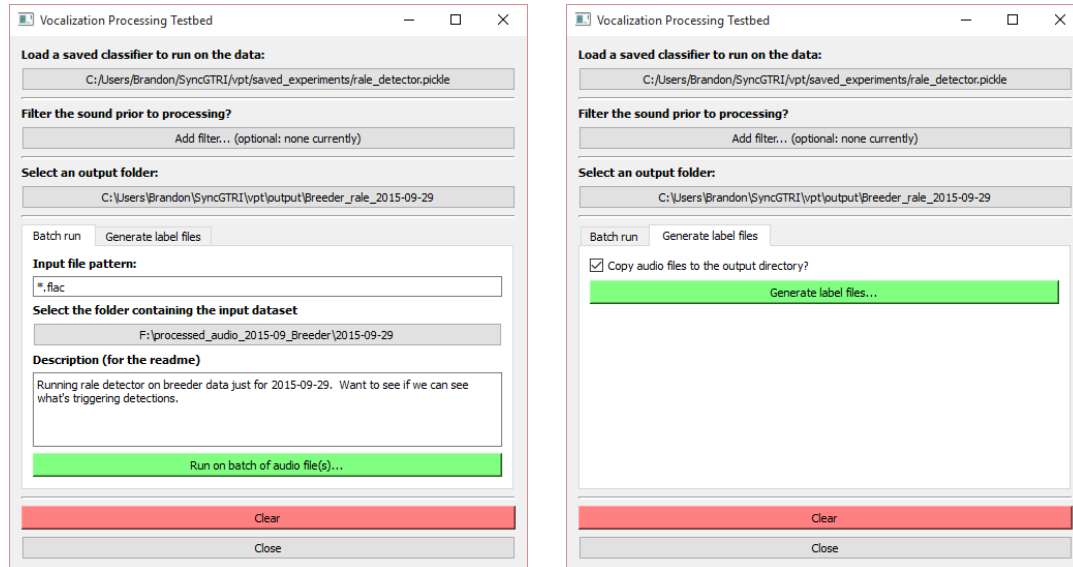 Vocalization Processing Testbed
Load a saved classifier to run on the data:
C:/Users/Brandon/SyncGTRI/vpt/saved_experiments/rale_detector.pickle
Filter the sound prior to processing?
Add filter... (optional: none currently)
Select an output folder:
C:\Users\Brandon\SyncGTRI\vpt\output\Breeder_rale_2015-09-29
Batch run
Generate label files
Input file pattern:
*.flac
Select the folder containing the input dataset
F:\processed_audio_2015-09_Breeder\2015-09-29
Description (for the readme)
Running rale detector on breeder data just for 2015-09-29.  Want to see if we can see
what's triggering detections.
Run on batch of audio file(s)...
Clear
Close
Vocalization Processing Testbed
Load a saved classifier to run on the data:
C:/Users/Brandon/SyncGTRI/vpt/saved_experiments/rale_detector.pickle
Filter the sound prior to processing?
Add filter... (optional: none currently)
Select an output folder:
C:\Users\Brandon\SyncGTRI\vpt\output\Breeder_rale_2015-09-29
Batch run
Generate label files
Copy audio files to the output directory?
Generate label files...
Clear
Close